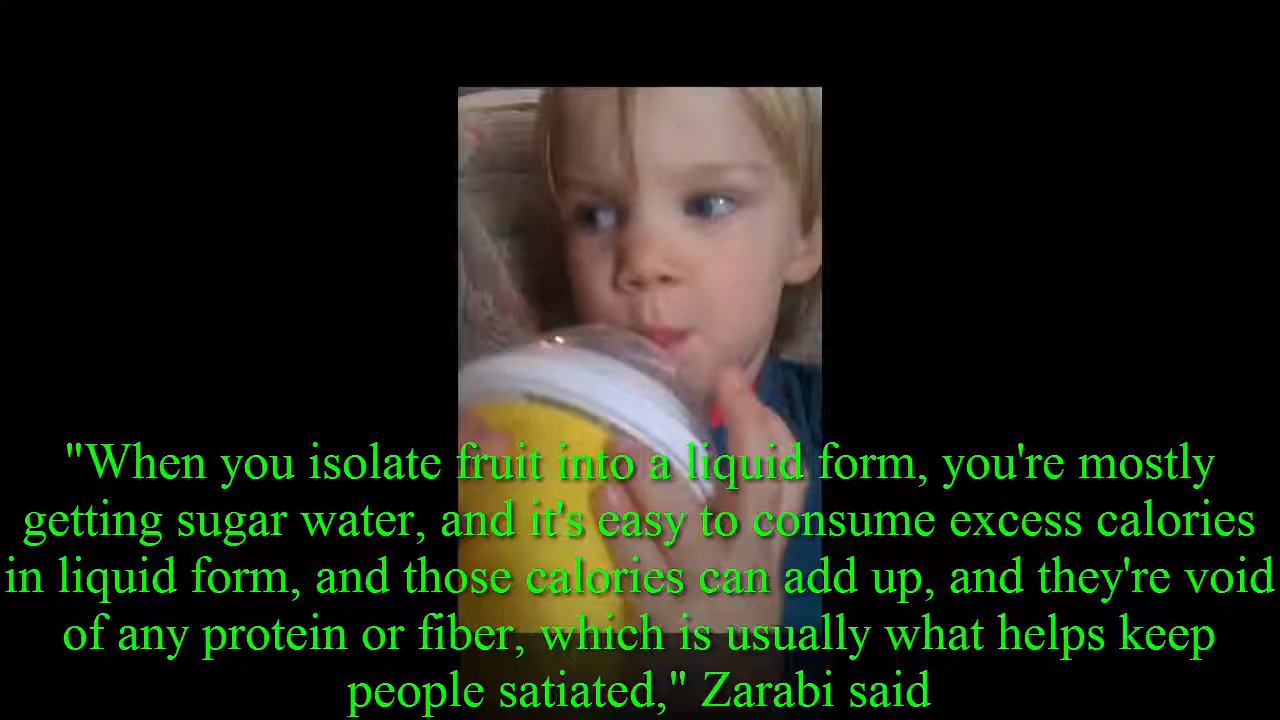 "When you isolate fruit into a liquid form, you're mostly
getting sugar water, and it's easy to consume excess calories
in liquid form, and those calories can add up, and they're void
of any protein or fiber, which is usually what helps keep
people satiated," Zarabi said